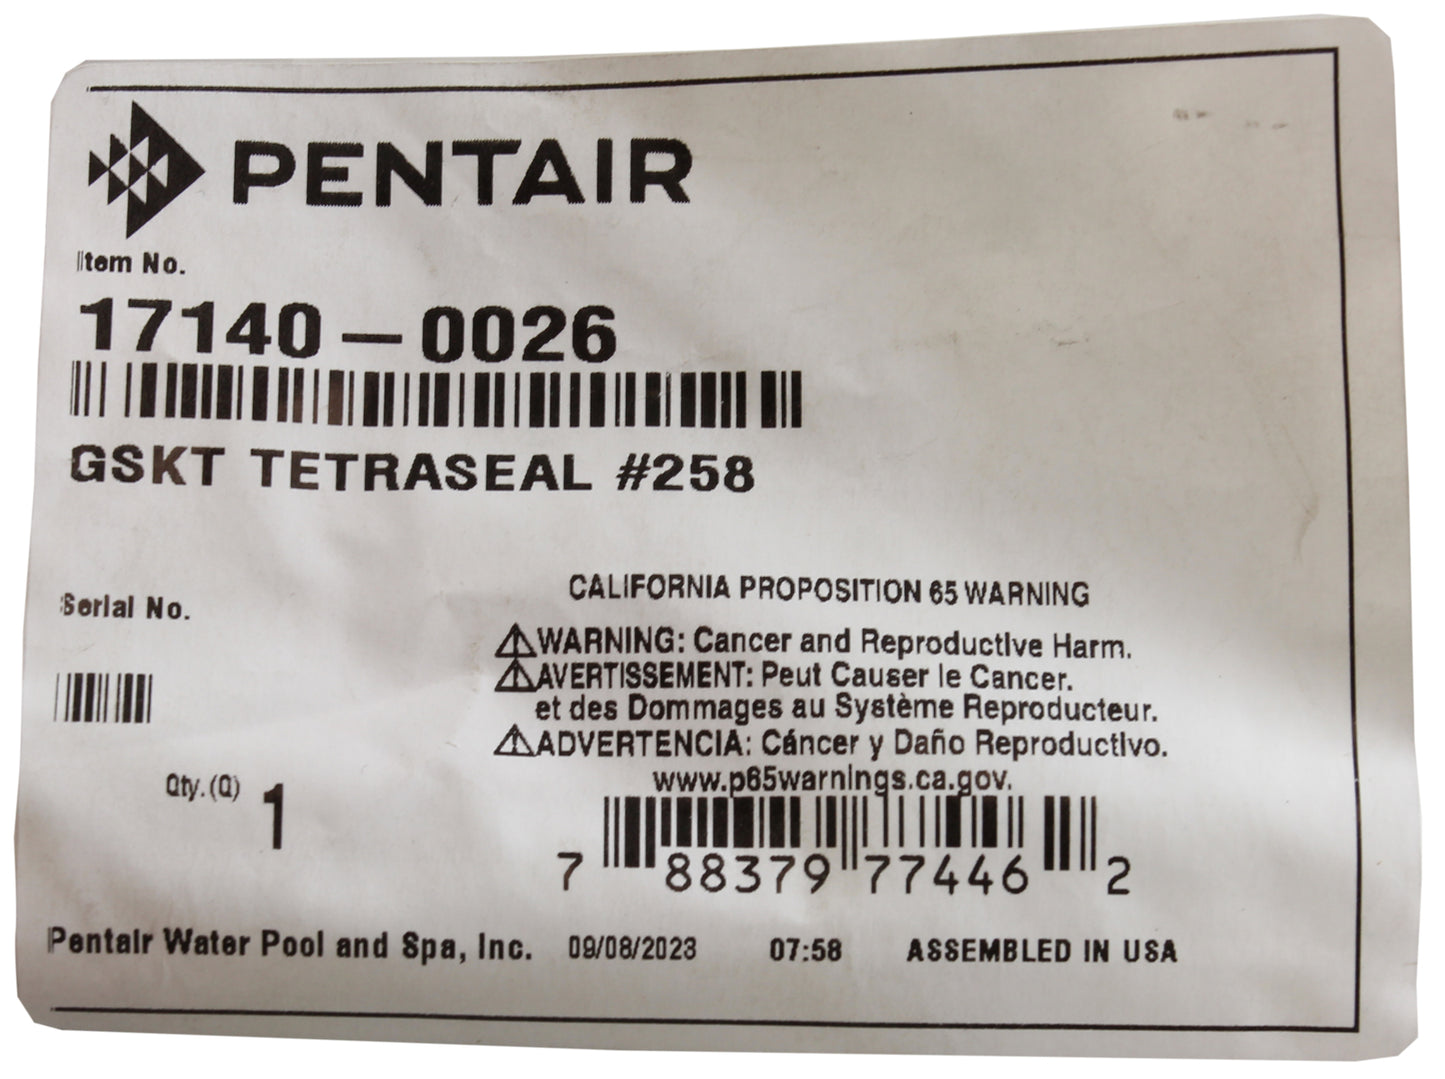 PENTAIR
Item No.
17140-0026
GSKT TETRASEAL #258
Serial No.
CALIFORNIA PROPOSITION 65 WARNING
WARNING: Cancer and Reproductive Harm.
AVERTISSEMENT: Peut Causer le Cancer.
et des Dommages au Système Reproducteur.
ADVERTENCIA: Cáncer y Daño Reproductivo.
www.p65warnings.ca.gov.
Qty.(Q) 1
7 88379 77446 2
Pentair Water Pool and Spa, Inc. 09/08/2023 07:58 ASSEMBLED IN USA